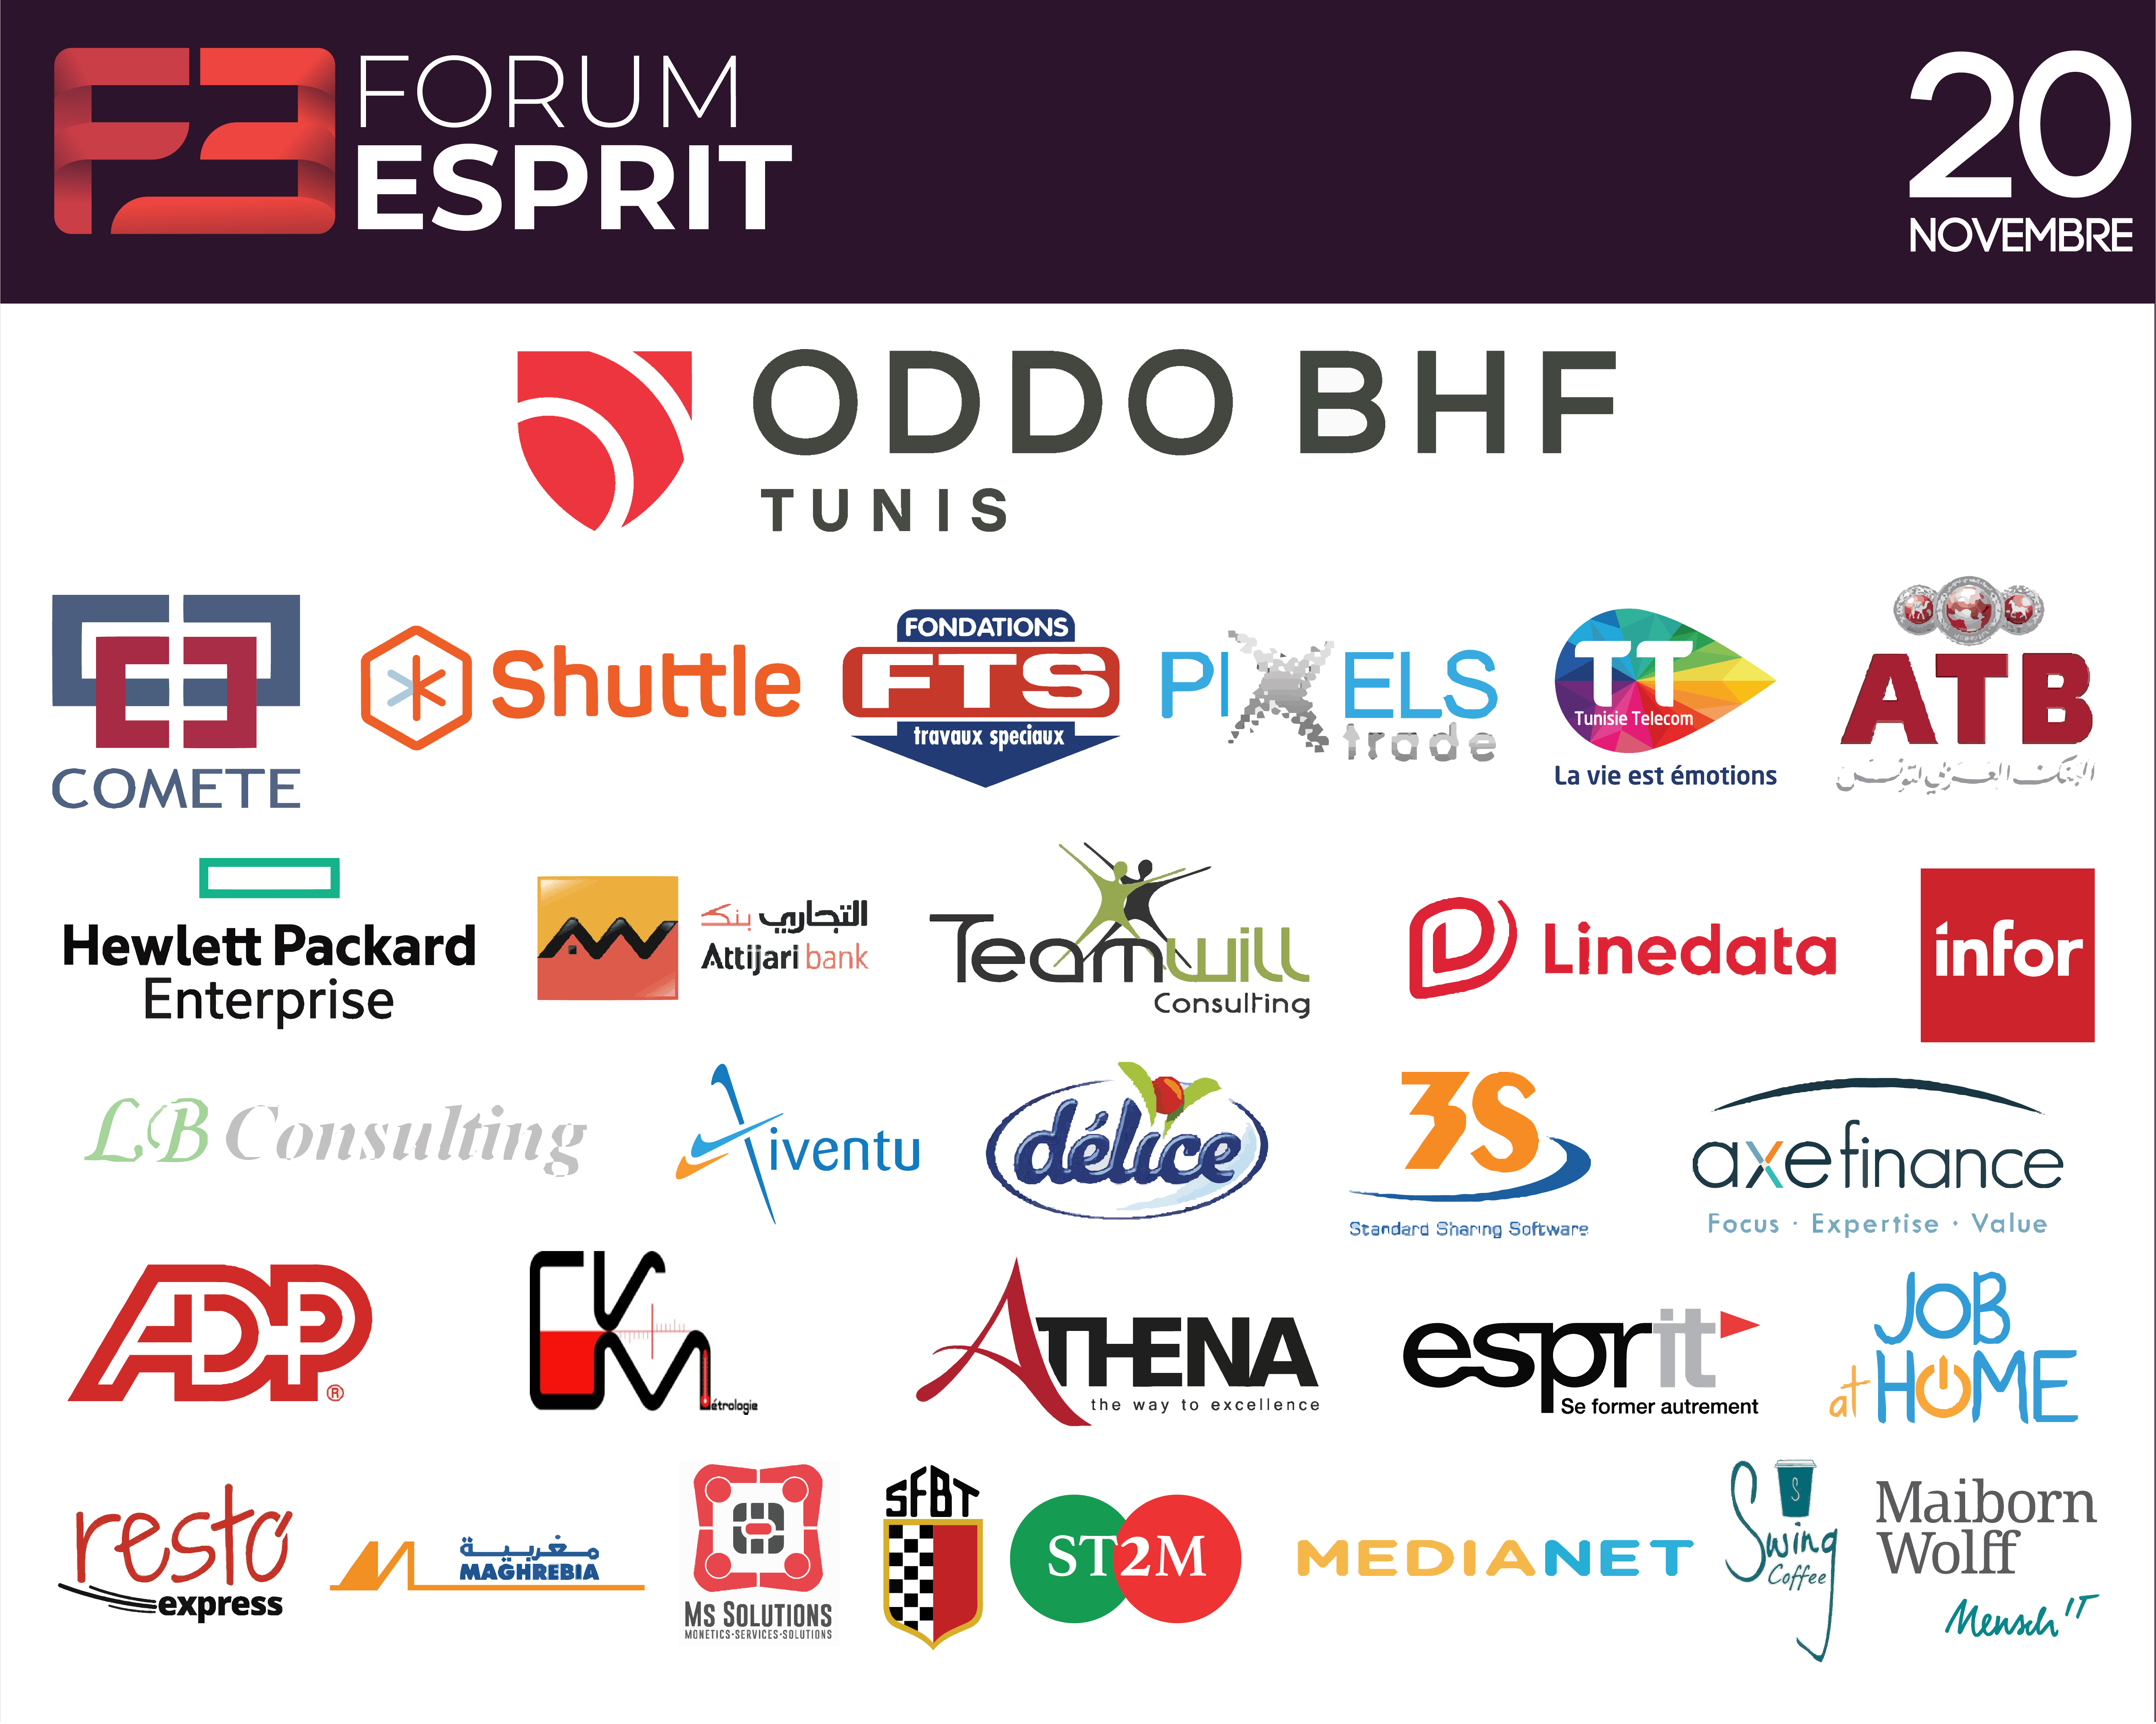 FORUM
ESPRIT
20
NOVEMBRE
ODDO BHF
TUNIS
COMETE
Shuttle
FONDATIONS
FTS
travaux speciaux
PIXELS
trade
TT
Tunisie Telecom
La vie est émotions
ATB
Hewlett Packard
Enterprise
التجاري بنك
Attijari bank
Teamwill
Consulting
Linedata
infor
LB Consulting
Xiventu
délice
3S
Standard Sharing Software
axefinance
Focus · Expertise · Value
ADP®
étrologie
ATHENA
the way to excellence
esprit
Se former autrement
JOB
at HOME
resto
express
مغربية
MAGHREBIA
MS SOLUTIONS
MONETICS·SERVICES·SOLUTIONS
SFBT
ST2M
MEDIANET
S
Swing
Coffee
Maiborn
Wolff
Mensch IT